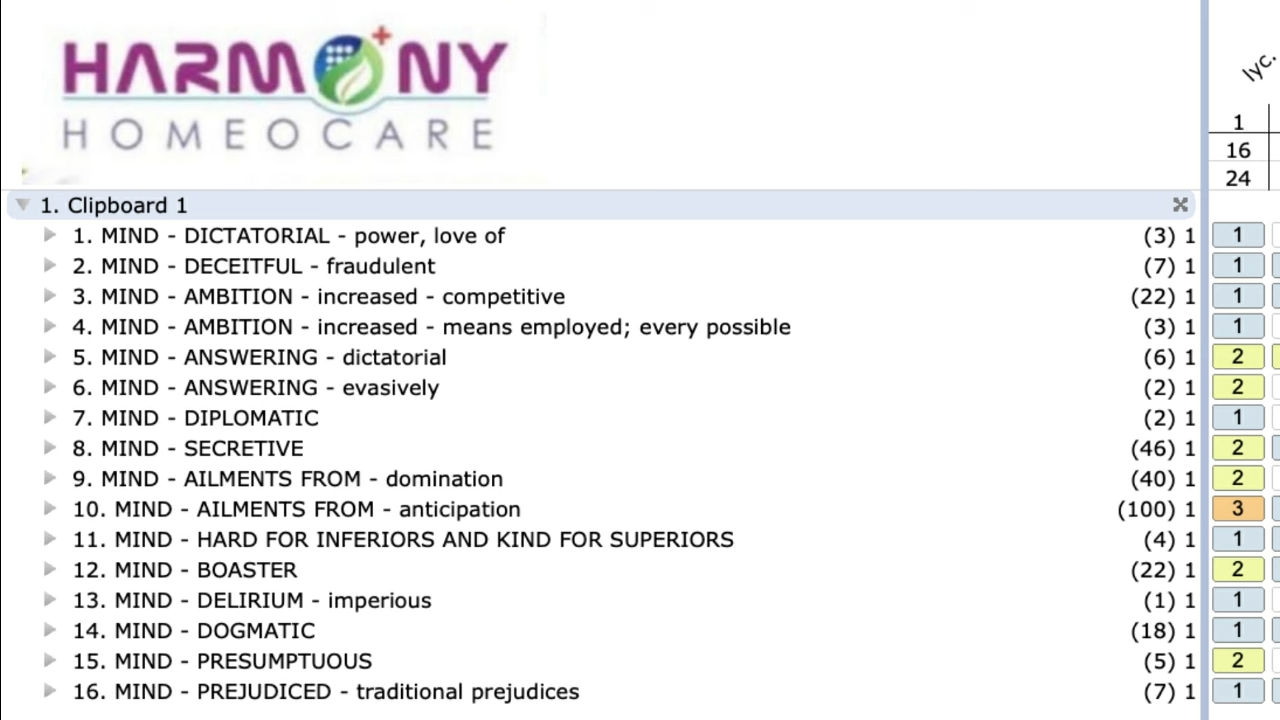 HARMONY
HOMEOCARE
lyc.
1
16
24
1. Clipboard 1
1. MIND - DICTATORIAL - power, love of (3) 1 1
2. MIND - DECEITFUL - fraudulent (7) 1 1
3. MIND - AMBITION - increased - competitive (22) 1 1
4. MIND - AMBITION - increased - means employed; every possible (3) 1 1
5. MIND - ANSWERING - dictatorial (6) 1 2
6. MIND - ANSWERING - evasively (2) 1 2
7. MIND - DIPLOMATIC (2) 1 1
8. MIND - SECRETIVE (46) 1 2
9. MIND - AILMENTS FROM - domination (40) 1 2
10. MIND - AILMENTS FROM - anticipation (100) 1 3
11. MIND - HARD FOR INFERIORS AND KIND FOR SUPERIORS (4) 1 1
12. MIND - BOASTER (22) 1 2
13. MIND - DELIRIUM - imperious (1) 1 1
14. MIND - DOGMATIC (18) 1 1
15. MIND - PRESUMPTUOUS (5) 1 2
16. MIND - PREJUDICED - traditional prejudices (7) 1 1